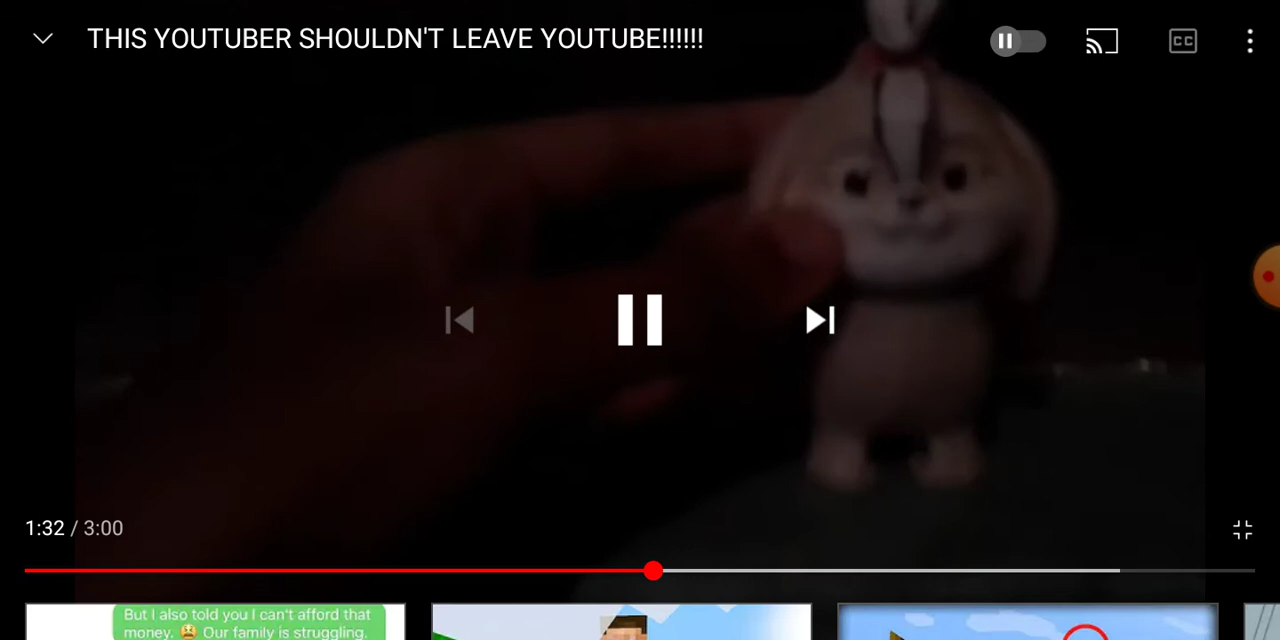 THIS YOUTUBER SHOULDN'T LEAVE YOUTUBE!!!!!!
CC
1:32 / 3:00
But I also told you I can't afford that
money. 😫 Our family is struggling.